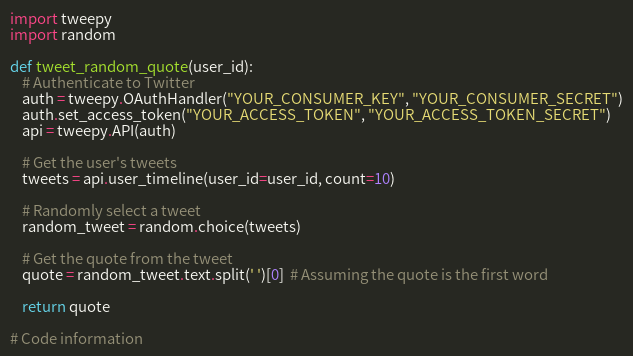 import tweepy
import random
def tweet_random_quote(user_id):
# Authenticate to Twitter
auth = tweepy.OAuthHandler("YOUR_CONSUMER_KEY", "YOUR_CONSUMER_SECRET")
auth.set_access_token("YOUR_ACCESS_TOKEN", "YOUR_ACCESS_TOKEN_SECRET")
api = tweepy.API(auth)
# Get the user's tweets
tweets = api.user_timeline(user_id=user_id, count=10)
# Randomly select a tweet
random_tweet = random.choice(tweets)
# Get the quote from the tweet
quote = random_tweet.text.split(' ')[0]  # Assuming the quote is the first word
return quote
# Code information